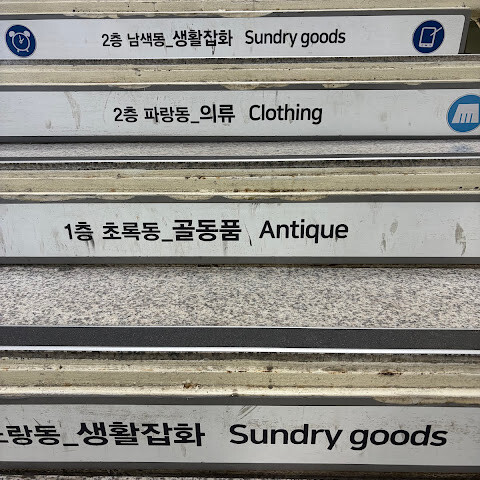 2층 남색동_생활잡화 Sundry goods
2층 파랑동_의류 Clothing
1층 초록동_골동품 Antique
노랑동_생활잡화 Sundry goods